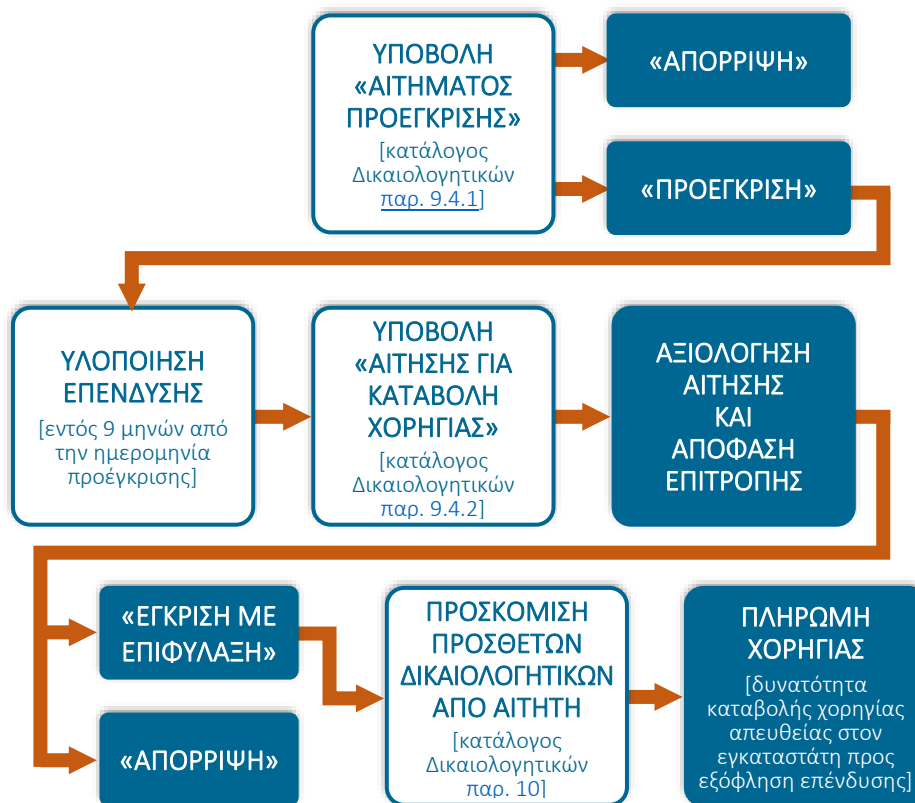 ΥΠΟΒΟΛΗ
«ΑΙΤΗΜΑΤΟΣ
ΠΡΟΕΓΚΡΙΣΗΣ»
[κατάλογος
Δικαιολογητικών
παρ. 9.4.1]
«ΑΠΟΡΡΙΨΗ»
«ΠΡΟΕΓΚΡΙΣΗ»
ΥΛΟΠΟΙΗΣΗ
ΕΠΕΝΔΥΣΗΣ
[εντός 9 μηνών από
την ημερομηνία
προέγκρισης]
ΥΠΟΒΟΛΗ
«ΑΙΤΗΣΗΣ ΓΙΑ
ΚΑΤΑΒΟΛΗ
ΧΟΡΗΓΙΑΣ»
[κατάλογος
Δικαιολογητικών
παρ. 9.4.2]
ΑΞΙΟΛΟΓΗΣΗ
ΑΙΤΗΣΗΣ
ΚΑΙ
ΑΠΟΦΑΣΗ
ΕΠΙΤΡΟΠΗΣ
«ΕΓΚΡΙΣΗ ΜΕ
ΕΠΙΦΥΛΑΞΗ»
«ΑΠΟΡΡΙΨΗ»
ΠΡΟΣΚΟΜΙΣΗ
ΠΡΟΣΘΕΤΩΝ
ΔΙΚΑΙΟΛΟΓΗΤΙΚΩΝ
ΑΠΟ ΑΙΤΗΤΗ
[κατάλογος
Δικαιολογητικών
παρ. 10]
ΠΛΗΡΩΜΗ
ΧΟΡΗΓΙΑΣ
[δυνατότητα
καταβολής χορηγίας
απευθείας στον
εγκαταστάτη προς
εξόφληση επένδυσης]